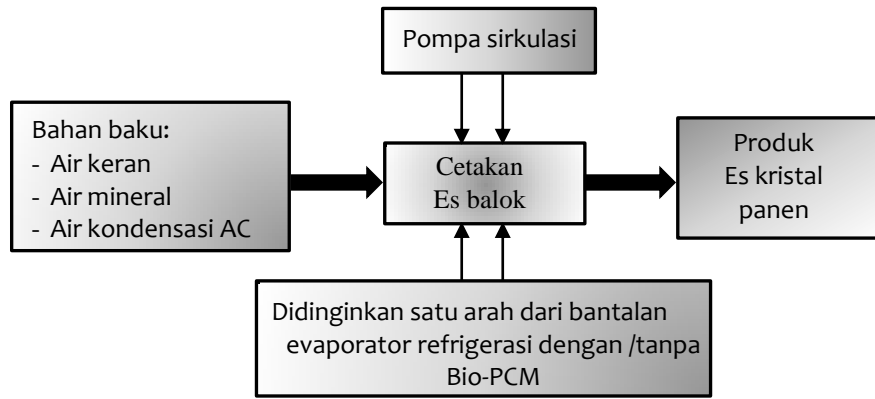 Pompa sirkulasi
Bahan baku:
- Air keran
- Air mineral
- Air kondensasi AC
Cetakan
Es balok
Produk
Es kristal
panen
Didinginkan satu arah dari bantalan
evaporator refrigerasi dengan /tanpa
Bio-PCM